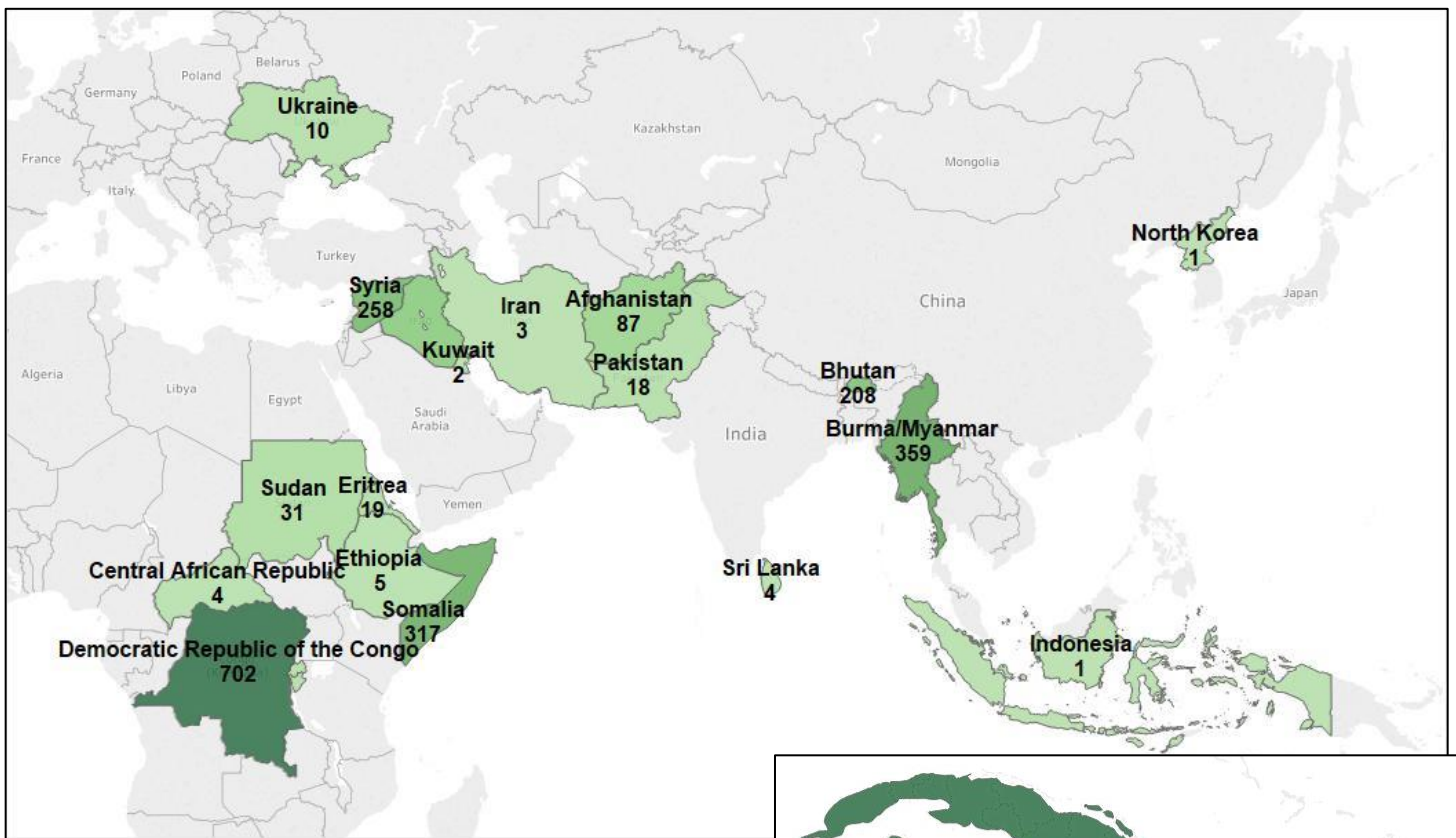 Belarus
Poland
Germany
Ukraine
10
Kazakhstan
France
Mongolia
Italy
North Korea
1
Turkey
Syria
258
Iran
3
Afghanistan
87
China
Japan
Kuwait
2
Pakistan
18
Algeria
Libya
Egypt
Saudi
Arabia
Bhutan
208
India
Burma/Myanmar
359
Sudan
31
Eritrea
19
Yemen
Central African Republic
4
Ethiopia
5
Sri Lanka
4
Somalia
317
Democratic Republic of the Congo
702
Indonesia
1